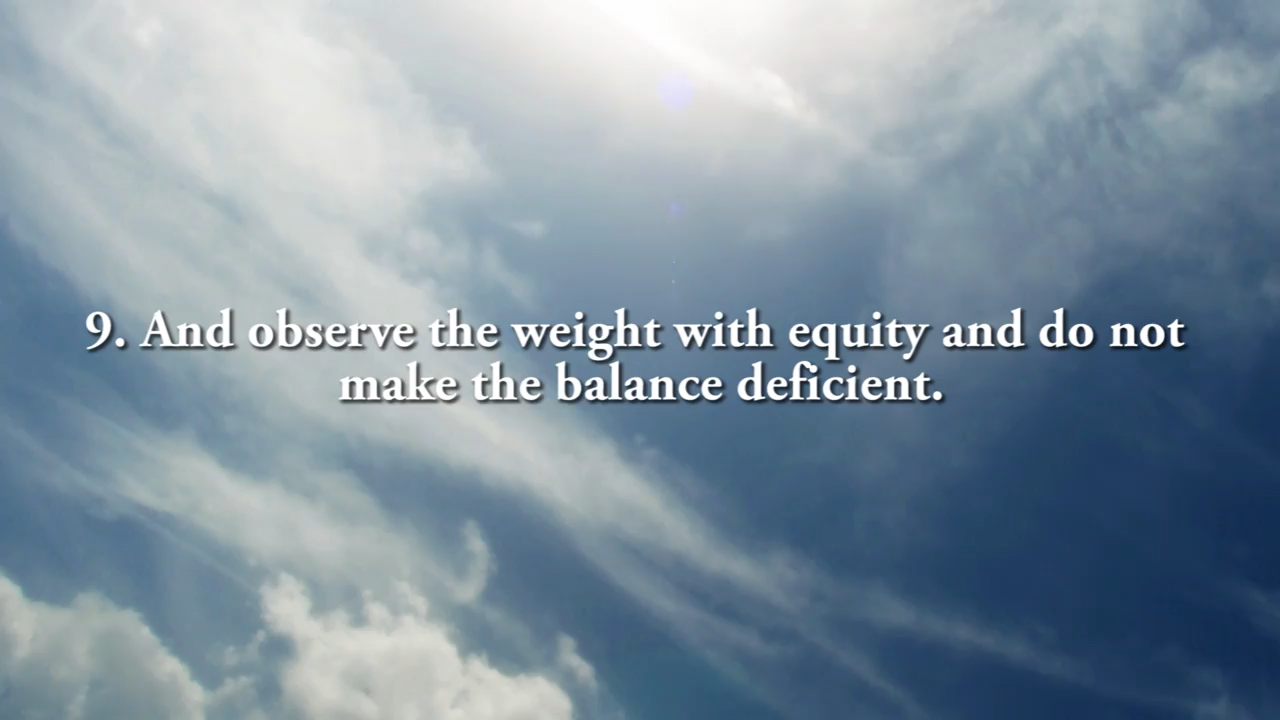 9. And observe the weight with equity and do not
make the balance deficient.